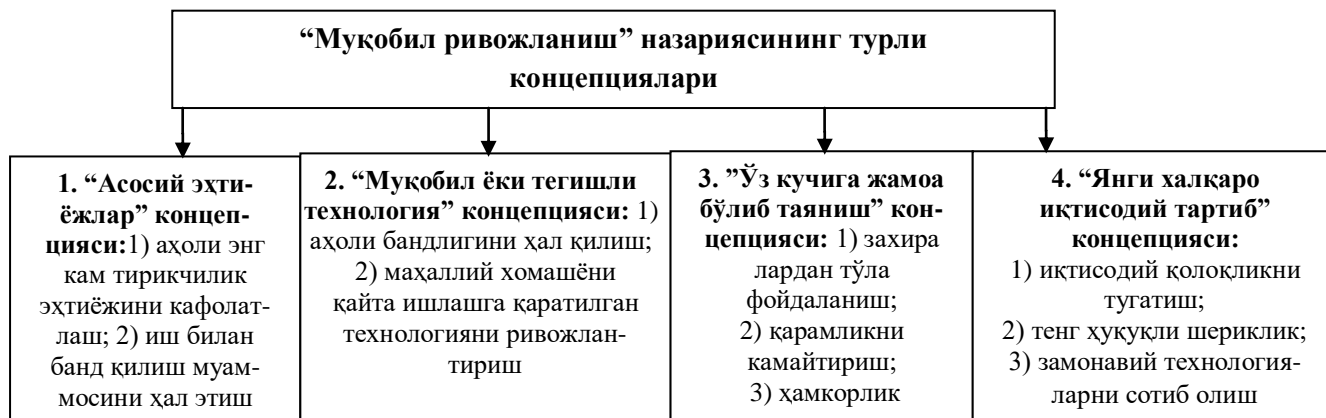 “Муқобил ривожланиш” назариясининг турли
концепциялари
1. “Асосий эҳти-
ёжлар” концеп-
цияси:1) аҳоли энг
кам тирикчилик
эҳтиёжини кафолат-
лаш; 2) иш билан
банд қилиш муам-
мосини ҳал этиш
2. “Муқобил ёки тегишли
технология” концепцияси: 1)
аҳоли бандлигини ҳал қилиш;
2) маҳаллий хомашёни
қайта ишлашга қаратилган
технологияни ривожлан-
тириш
3. ”Ўз кучига жамоа
бўлиб таяниш” кон-
цепцияси: 1) захира
лардан тўла
фойдаланиш;
2) қарамликни
камайтириш;
3) ҳамкорлик
4. “Янги халқаро
иқтисодий тартиб”
концепцияси:
1) иқтисодий қолоқликни
тугатиш;
2) тенг ҳуқуқли шериклик;
3) замонавий технология-
ларни сотиб олиш